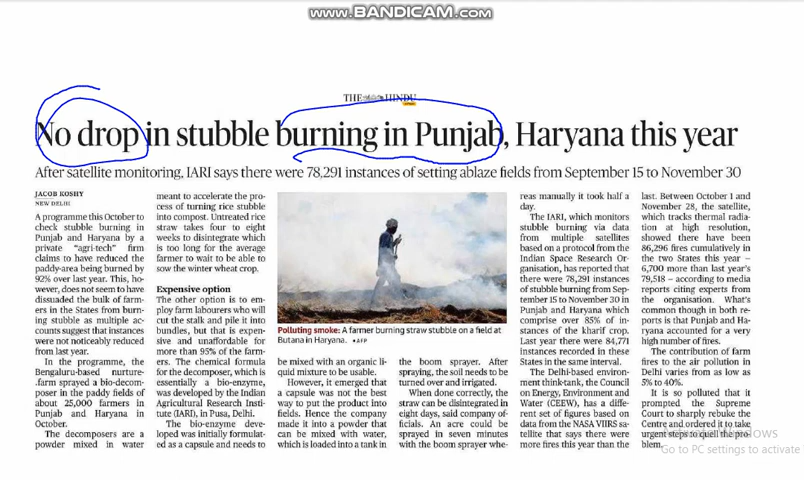 www.BANDICAM.com
THE HINDU
No drop in stubble burning in Punjab, Haryana this year
After satellite monitoring, IARI says there were 78,291 instances of setting ablaze fields from September 15 to November 30
JACOB KOSHY
NEW DELHI
A programme this October to
check stubble burning in
Punjab and Haryana by a
private “agri-tech” firm
claims to have reduced the
paddy-area being burned by
92% over last year. This, ho-
wever, does not seem to have
dissuaded the bulk of farm-
ers in the States from burn-
ing stubble as multiple ac-
counts suggest that instances
were not noticeably reduced
from last year.
In the programme, the
Bengaluru-based nurture-
.farm sprayed a bio-decom-
poser in the paddy fields of
about 25,000 farmers in
Punjab and Haryana in
October.
The decomposers are a
powder mixed in water
meant to accelerate the pro-
cess of turning rice stubble
into compost. Untreated rice
straw takes four to eight
weeks to disintegrate which
is too long for the average
farmer to wait to be able to
sow the winter wheat crop.
Expensive option
The other option is to em-
ploy farm labourers who will
cut the stalk and pile it into
bundles, but that is expen-
sive and unaffordable for
more than 95% of the farm-
ers. The chemical formula
for the decomposer, which is
essentially a bio-enzyme,
was developed by the Indian
Agricultural Research Insti-
tute (IARI), in Pusa, Delhi.
The bio-enzyme deve-
loped was initially formulat-
ed as a capsule and needs to
Polluting smoke: A farmer burning straw stubble on a field at
Butana in Haryana. ▪AFP
be mixed with an organic li-
quid mixture to be usable.
However, it emerged that
a capsule was not the best
way to put the product into
fields. Hence the company
made it into a powder that
can be mixed with water,
which is loaded into a tank in
the boom sprayer. After
spraying, the soil needs to be
turned over and irrigated.
When done correctly, the
straw can be disintegrated in
eight days, said company of-
ficials. An acre could be
sprayed in seven minutes
with the boom sprayer whe-
reas manually it took half a
day.
The IARI, which monitors
stubble burning via data
from multiple satellites
based on a protocol from the
Indian Space Research Or-
ganisation, has reported that
there were 78,291 instances
of stubble burning from Sep-
tember 15 to November 30 in
Punjab and Haryana which
comprise over 85% of in-
stances of the kharif crop.
Last year there were 84,771
instances recorded in these
States in the same interval.
The Delhi-based environ-
ment think-tank, the Council
on Energy, Environment and
Water (CEEW), has a differ-
ent set of figures based on
data from the NASA VIIRS sa-
tellite that says there were
more fires this year than the
last. Between October 1 and
November 28, the satellite,
which tracks thermal radia-
tion at high resolution,
showed there have been
86,296 fires cumulatively in
the two States this year —
6,700 more than last year’s
79,518 — according to media
reports citing experts from
the organisation. What’s
common though in both re-
ports is that Punjab and Ha-
ryana accounted for a very
high number of fires.
The contribution of farm
fires to the air pollution in
Delhi varies from as low as
5% to 40%.
It is so polluted that it
prompted the Supreme
Court to sharply rebuke the
Centre and ordered it to take
urgent steps to quell the pro-
blem.
Go to PC settings to activate